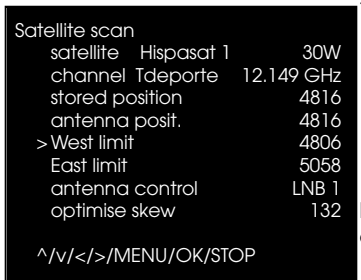 Satellite scan
satellite Hispasat 1 30W
channel Tdeporte 12.149 GHz
stored position 4816
antenna posit. 4816
>West limit 4806
East limit 5058
antenna control LNB 1
optimise skew 132
^/v/</>/MENU/OK/STOP